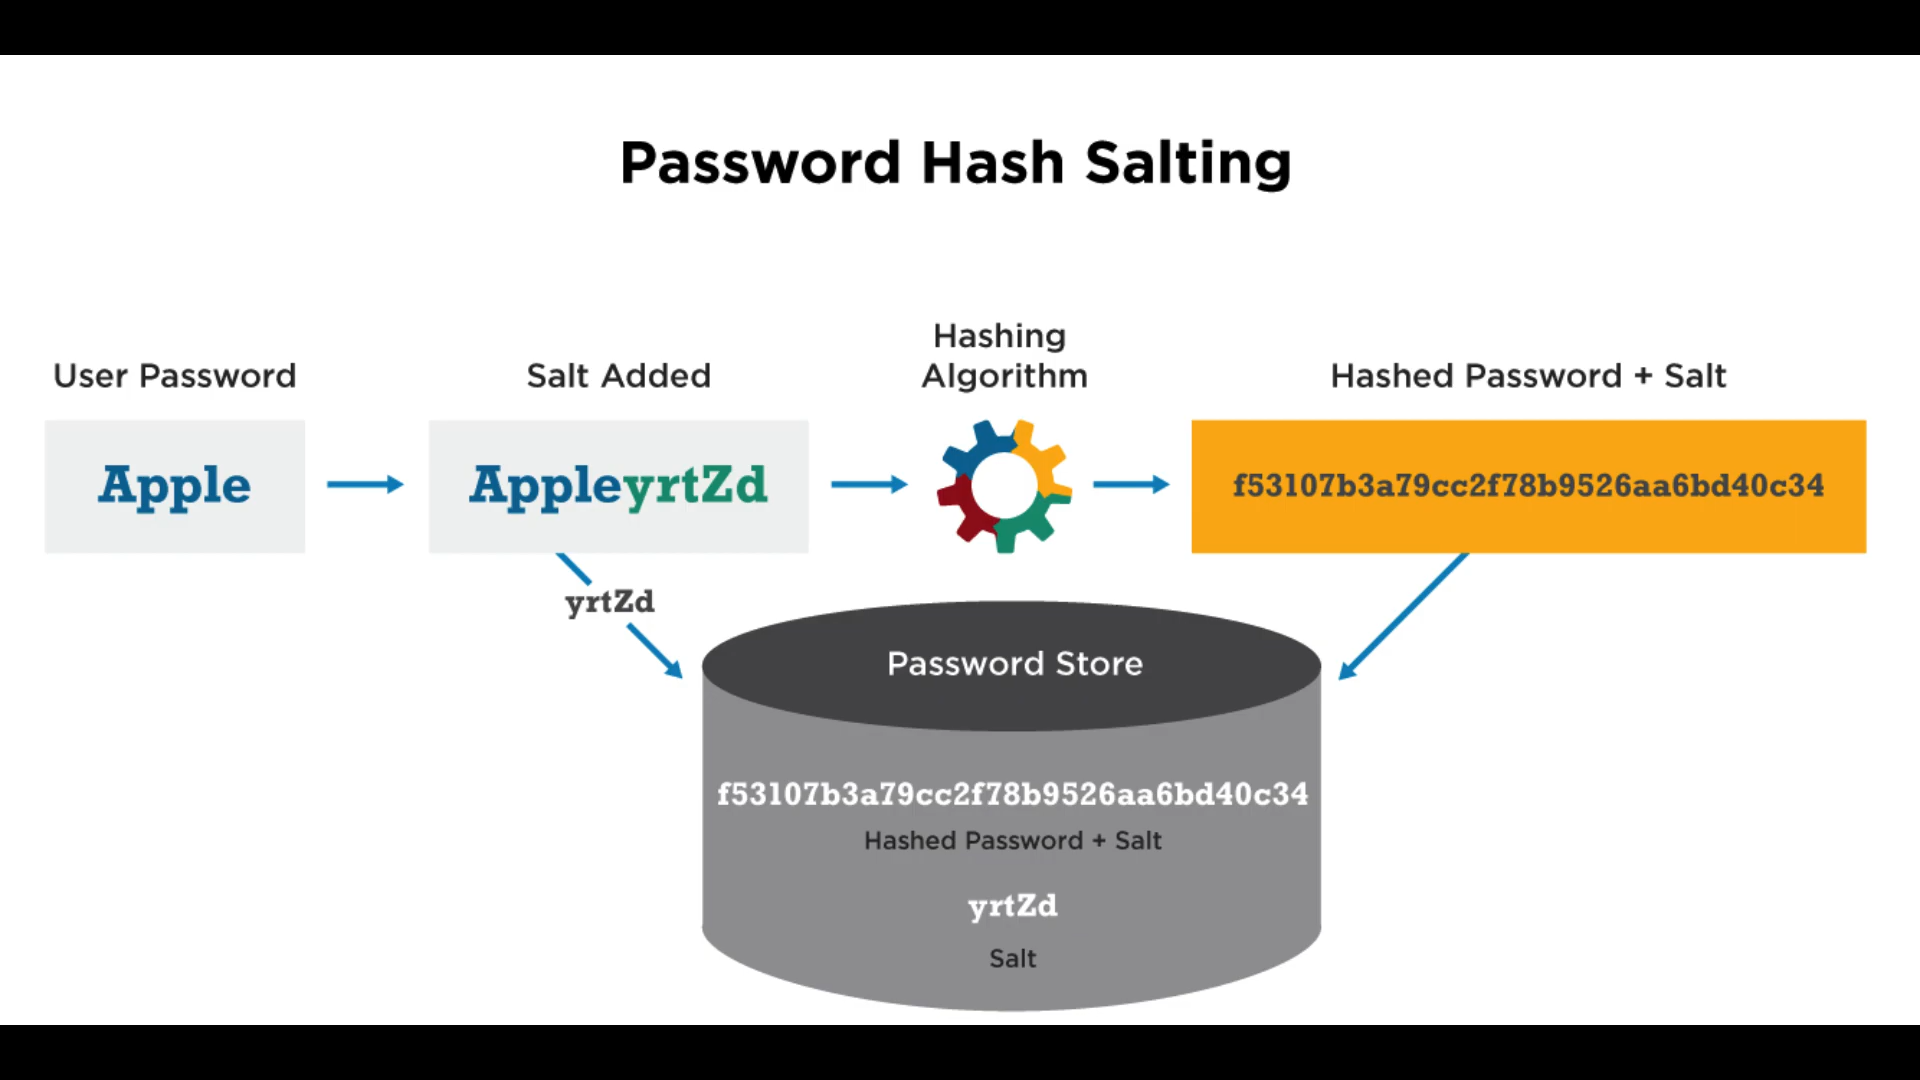 Password Hash Salting
User Password
Salt Added
Hashing
Algorithm
Hashed Password + Salt
Apple
AppleyrtZd
f53107b3a79cc2f78b9526aa6bd40c34
yrtZd
Password Store
f53107b3a79cc2f78b9526aa6bd40c34
Hashed Password + Salt
yrtZd
Salt